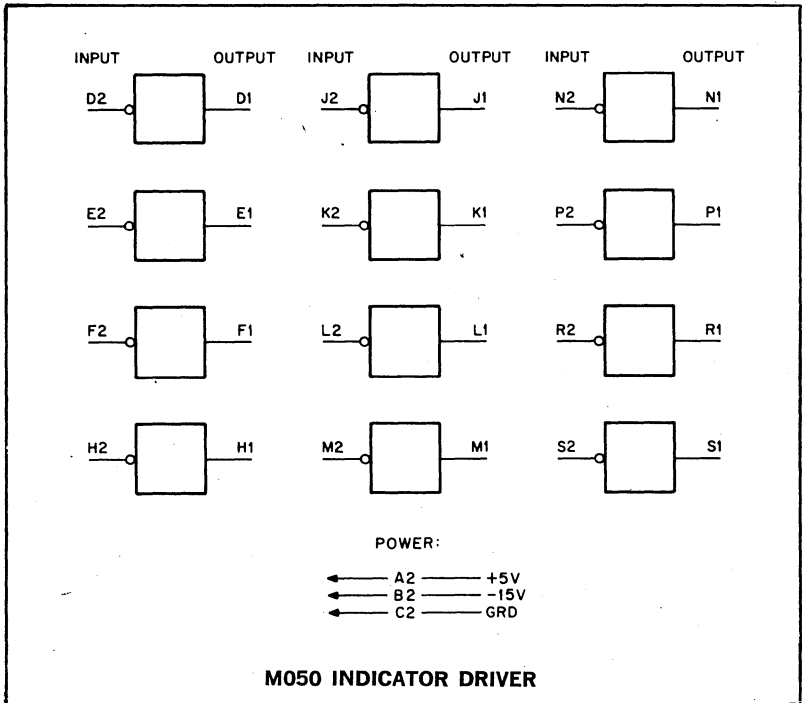 INPUT OUTPUT INPUT OUTPUT INPUT OUTPUT
D2 D1 J2 J1 N2 N1
E2 E1 K2 K1 P2 P1
F2 F1 L2 L1 R2 R1
H2 H1 M2 M1 S2 S1
POWER:
A2 +5V
B2 -15V
C2 GRD
M050 INDICATOR DRIVER